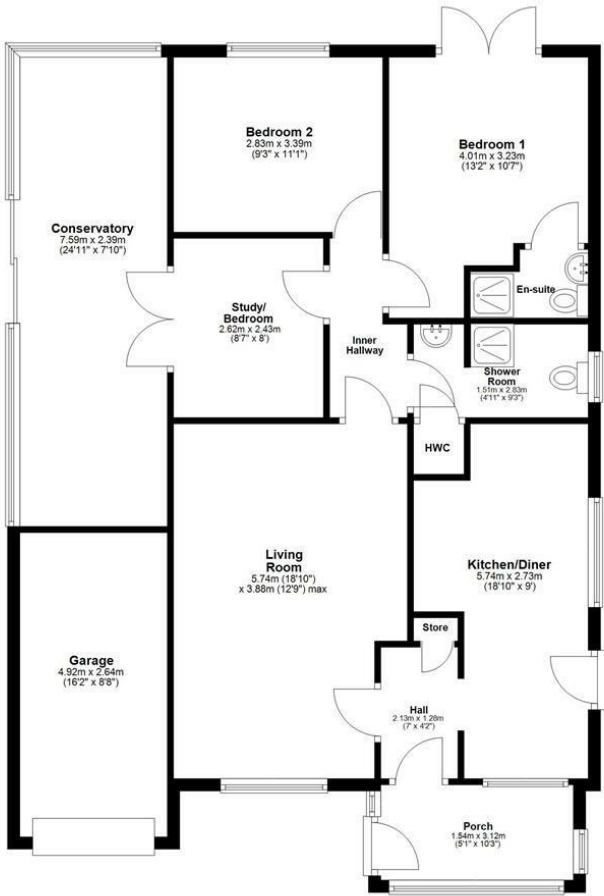 Bedroom 2
2.83m x 3.39m
(9'3" x 11'1")
Bedroom 1
4.01m x 3.23m
(13'2" x 10'7")
Conservatory
7.59m x 2.39m
(24'11" x 7'10")
En-suite
Study/
Bedroom
2.62m x 2.43m
(8'7" x 8')
Inner
Hallway
Shower
Room
1.51m x 2.83m
(4'11" x 9'3")
HWC
Living
Room
5.74m (18'10")
x 3.88m (12'9") max
Kitchen/Diner
5.74m x 2.73m
(18'10" x 9')
Store
Garage
4.92m x 2.64m
(16'2" x 8'8")
Hall
2.13m x 1.28m
(7' x 4'2")
Porch
1.54m x 3.12m
(5'1" x 10'3")